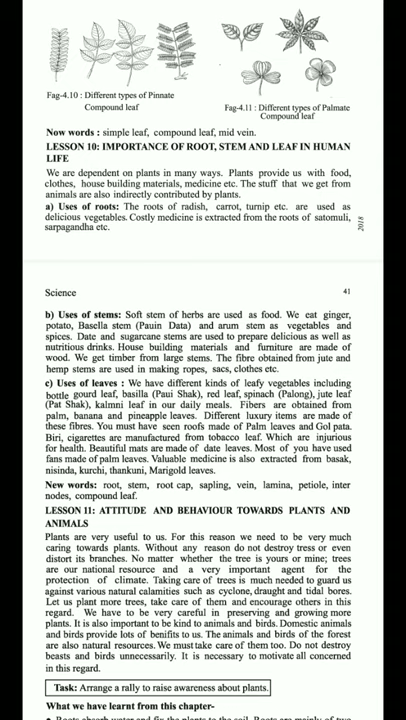 Fag-4.10 : Different types of Pinnate
Compound leaf
Fag-4.11 : Different types of Palmate
Compound leaf
Now words : simple leaf, compound leaf, mid vein.
LESSON 10: IMPORTANCE OF ROOT, STEM AND LEAF IN HUMAN
LIFE
We are dependent on plants in many ways. Plants provide us with food,
clothes, house building materials, medicine etc. The stuff that we get from
animals are also indirectly contributed by plants.
a) Uses of roots: The roots of radish, carrot, turnip etc. are used as
delicious vegetables. Costly medicine is extracted from the roots of satomuli,
sarpagandha etc.
2018
Science
41
b) Uses of stems: Soft stem of herbs are used as food. We eat ginger,
potato, Basella stem (Pauin Data) and arum stem as vegetables and
spices. Date and sugarcane stems are used to prepare delicious as well as
nutritious drinks. House building materials and furniture are made of
wood. We get timber from large stems. The fibre obtained from jute and
hemp stems are used in making ropes, sacs, clothes etc.
c) Uses of leaves : We have different kinds of leafy vegetables including
bottle gourd leaf, basilla (Paui Shak), red leaf, spinach (Palong), jute leaf
(Pat Shak), kalmni leaf in our daily meals. Fibers are obtained from
palm, banana and pineapple leaves. Different luxury items are made of
these fibres. You must have seen roofs made of Palm leaves and Gol pata.
Biri, cigarettes are manufactured from tobacco leaf. Which are injurious
for health. Beautiful mats are made of date leaves. Most of you have used
fans made of palm leaves. Valuable medicine is also extracted from basak,
nisinda, kurchi, thankuni, Marigold leaves.
New words: root, stem, root cap, sapling, vein, lamina, petiole, inter
nodes, compound leaf.
LESSON 11: ATTITUDE AND BEHAVIOUR TOWARDS PLANTS AND
ANIMALS
Plants are very useful to us. For this reason we need to be very much
caring towards plants. Without any reason do not destroy tress or even
distort its branches. No matter whether the tree is yours or mine; trees
are our national resource and a very important agent for the
protection of climate. Taking care of trees is much needed to guard us
against various natural calamities such as cyclone, draught and tidal bores.
Let us plant more trees, take care of them and encourage others in this
regard. We have to be very careful in preserving and growing more
plants. It is also important to be kind to animals and birds. Domestic animals
and birds provide lots of benifits to us. The animals and birds of the forest
are also natural resources. We must take care of them too. Do not destroy
beasts and birds unnecessarily. It is necessary to motivate all concerned
in this regard.
Task: Arrange a rally to raise awareness about plants.
What we have learnt from this chapter-
• Roots absorb water and fix the plants to the soil. Roots are mainly of two